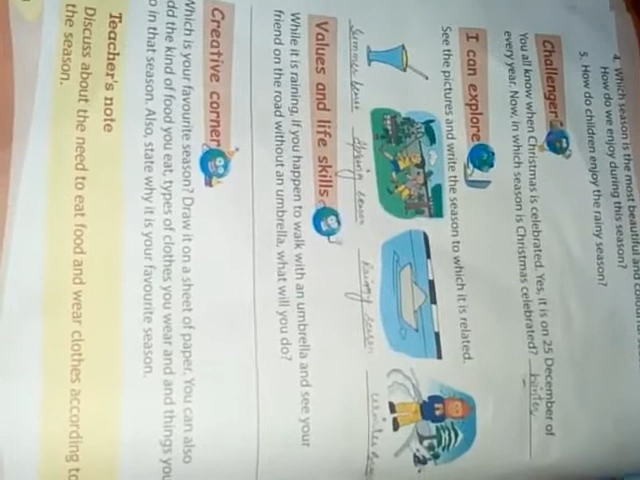 4. Which season is the most beautiful and
How do we enjoy during this season?
5. How do children enjoy the rainy season?
Challenger
You all know when Christmas is celebrated. Yes, it is on 25 December of
every year. Now, in which season is Christmas celebrated? winter
I can explore
See the pictures and write the season to which it is related.
Summer season Spring season Rainy season winter
Values and life skills
While it is raining, if you happen to walk with an umbrella and see your
friend on the road without an umbrella, what will you do?
Creative corner
Which is your favourite season? Draw it on a sheet of paper. You can also
dd the kind of food you eat, types of clothes you wear and and things you
o in that season. Also, state why it is your favourite season.
Teacher's note
Discuss about the need to eat food and wear clothes according to
the season.